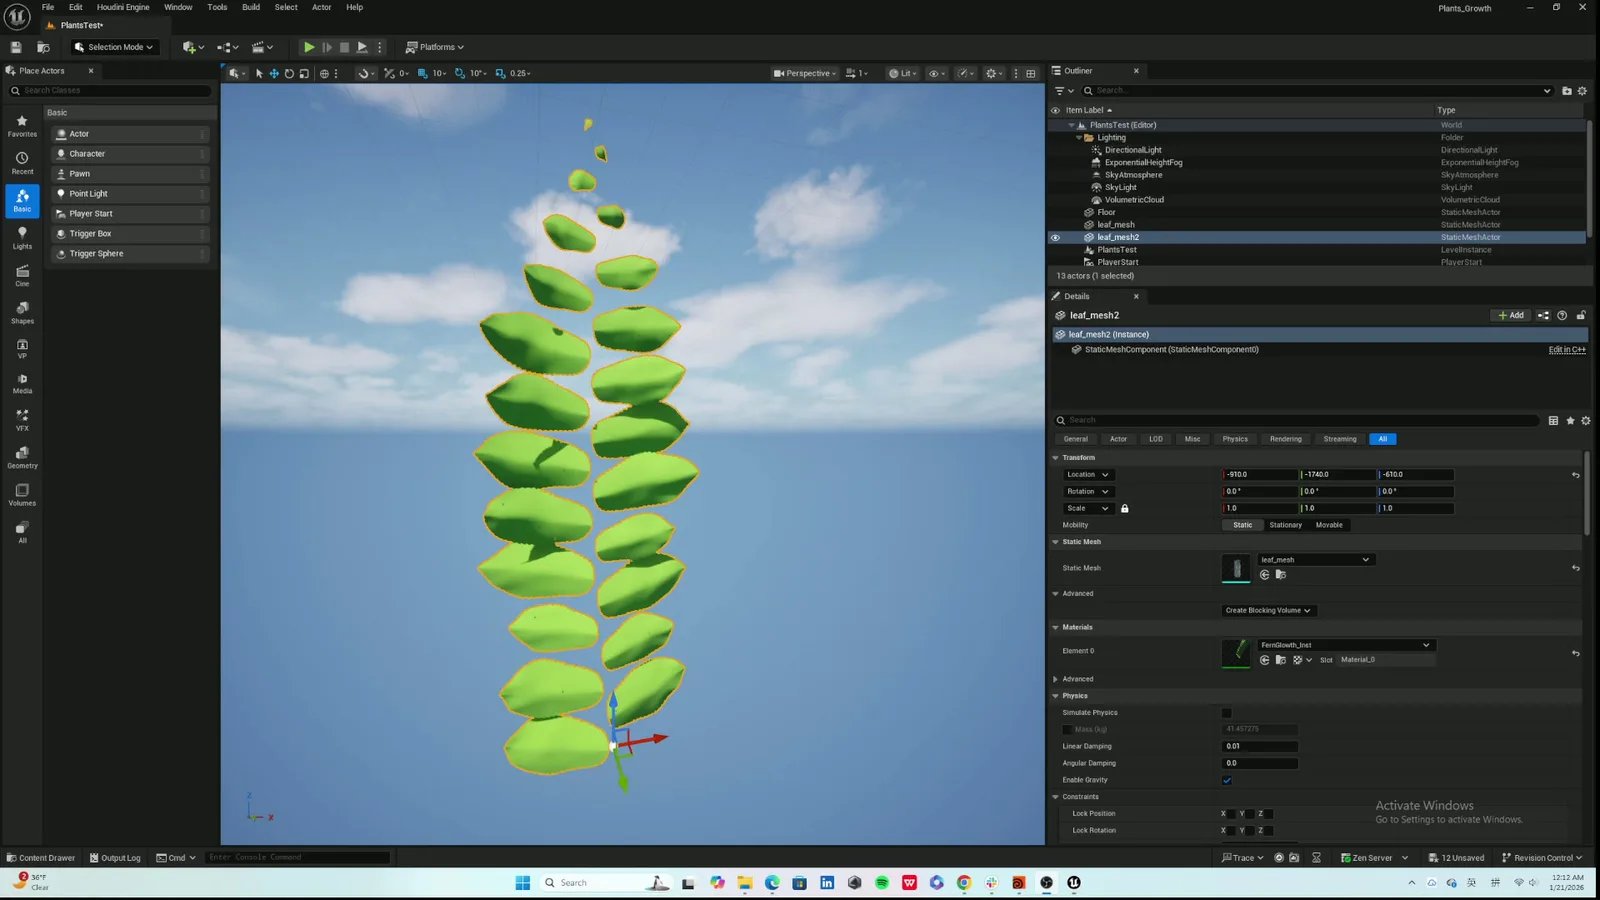 File Edit Houdini Engine Window Tools Build Select Actor Help
Plants_Growth
PlantsTest*
Selection Mode
Platforms
Place Actors
Search Classes
Perspective
Lit
0
10
10°
0.25
1
Favorites
Recent
Basic
Lights
Cine
Shapes
VP
Media
VFX
Geometry
Volumes
All
Basic
Actor
Character
Pawn
Point Light
Player Start
Trigger Box
Trigger Sphere
Z
X
Outliner
Search...
Item Label Type
PlantsTest (Editor) World
Lighting Folder
DirectionalLight DirectionalLight
ExponentialHeightFog ExponentialHeightFog
SkyAtmosphere SkyAtmosphere
SkyLight SkyLight
VolumetricCloud VolumetricCloud
Floor StaticMeshActor
leaf_mesh StaticMeshActor
leaf_mesh2 StaticMeshActor
PlantsTest LevelInstance
PlayerStart PlayerStart
13 actors (1 selected)
Details
leaf_mesh2
Add
leaf_mesh2 (Instance)
StaticMeshComponent (StaticMeshComponent0) Edit in C++
Search
General Actor LOD Misc Physics Rendering Streaming All
Transform
Location -910.0 -1740.0 -610.0
Rotation 0.0° 0.0° 0.0°
Scale 1.0 1.0 1.0
Mobility Static Stationary Movable
Static Mesh
Static Mesh leaf_mesh
Advanced
Create Blocking Volume
Materials
Element 0 FernGlowth_Inst
Slot Material_0
Advanced
Physics
Simulate Physics
Mass (kg) 41.457275
Linear Damping 0.01
Angular Damping 0.0
Enable Gravity
Constraints
Lock Position X Y Z
Lock Rotation X Y Z
Activate Windows
Go to Settings to activate Windows.
Content Drawer Output Log Cmd Enter Console Command
Trace Zen Server 12 Unsaved Revision Control
2
36°F
Clear
Search
英
拼
12:12 AM
1/21/2026